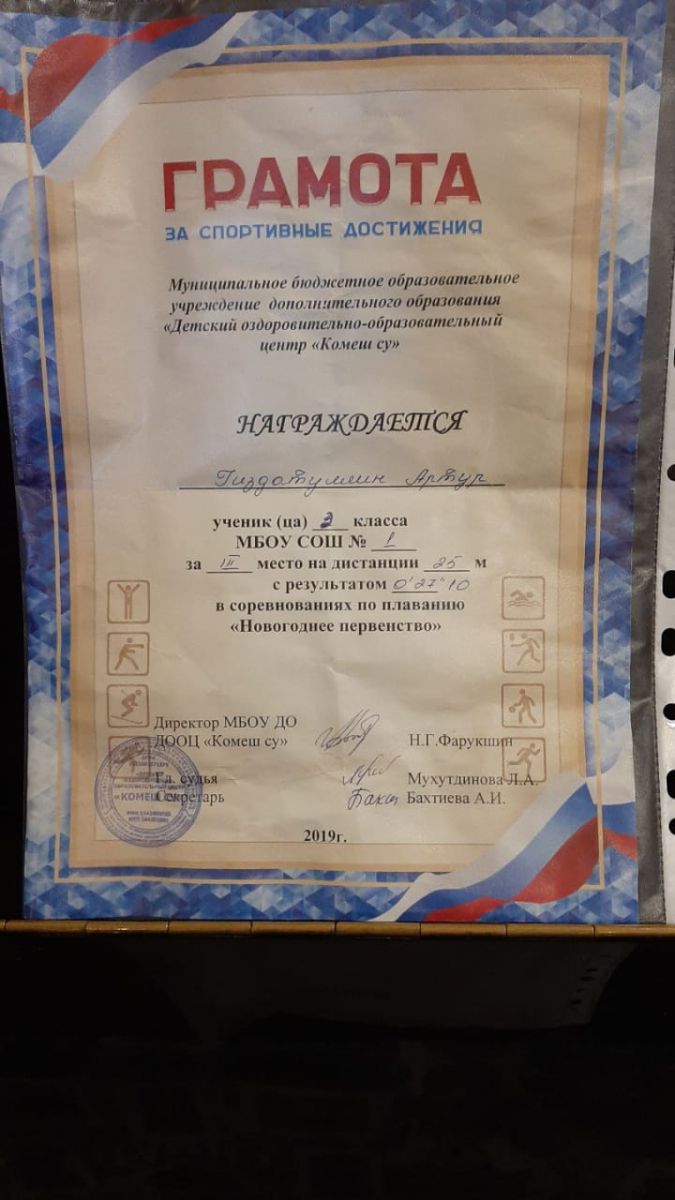 ГРАМОТА
ЗА СПОРТИВНЫЕ ДОСТИЖЕНИЯ
Муниципальное бюджетное образовательное
учреждение дополнительного образования
«Детский оздоровительно-образовательный
центр «Комеш су»
НАГРАЖДАЕТСЯ
Гиздатуллин Артур
ученик (ца) 3 класса
МБОУ СОШ № 1
за III место на дистанции 25 м
с результатом 0'27"10
в соревнованиях по плаванию
«Новогоднее первенство»
Директор МБОУ ДО
ДООЦ «Комеш су» Н.Г.Фарукшин
Гл. судья Мухутдинова Л.А.
Секретарь Бахтиева А.И.
«КОМЕШ
2019г.